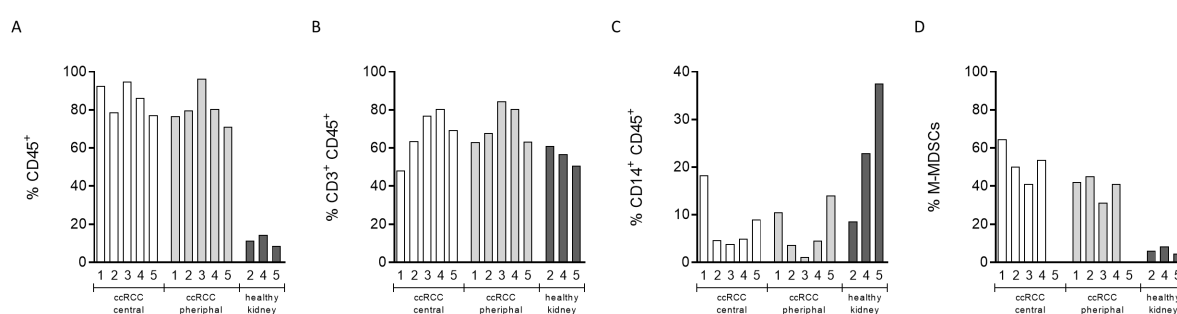 A
B
C
D
% CD45+
100
80
60
40
20
0
1 2 3 4 5 1 2 3 4 5 2 4 5
ccRCC central
ccRCC pheriphal
healthy kidney
% CD3+ CD45+
100
80
60
40
20
0
1 2 3 4 5 1 2 3 4 5 2 4 5
ccRCC central
ccRCC pheriphal
healthy kidney
% CD14+ CD45+
40
30
20
10
0
1 2 3 4 5 1 2 3 4 5 2 4 5
ccRCC central
ccRCC pheriphal
healthy kidney
% M-MDSCs
100
80
60
40
20
0
1 2 3 4 5 1 2 3 4 5 2 4 5
ccRCC central
ccRCC pheriphal
healthy kidney